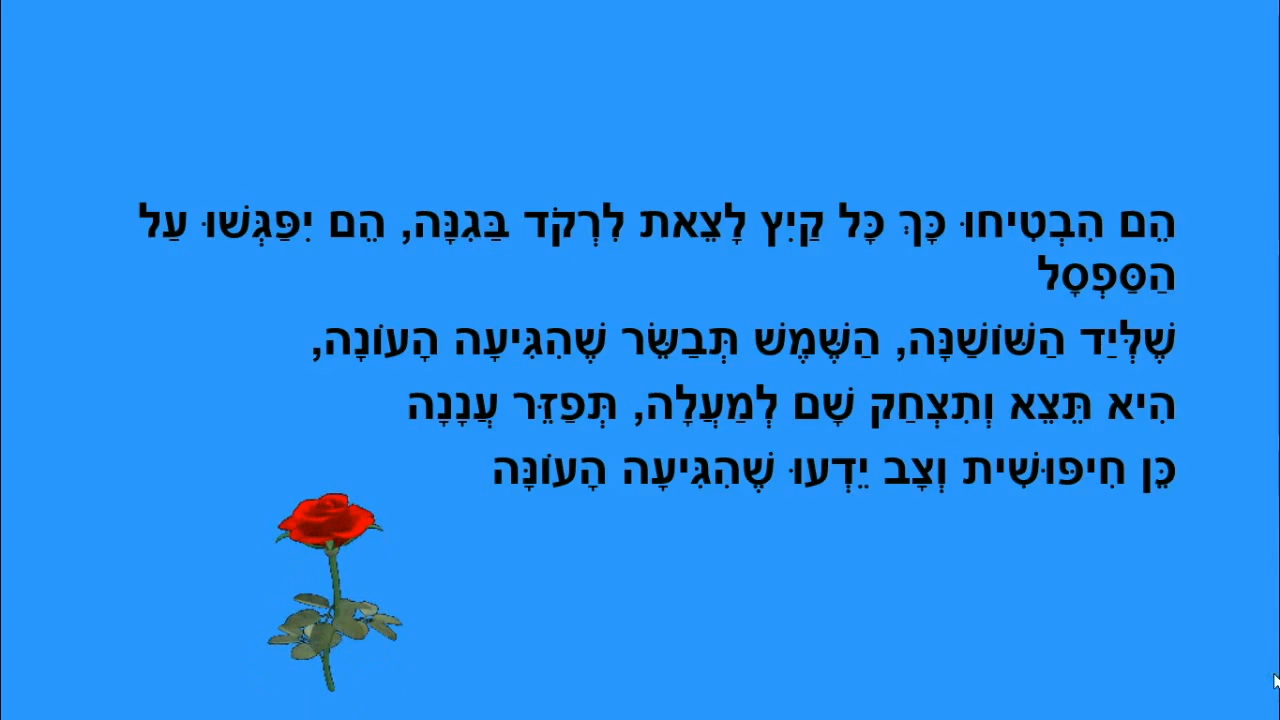 הֵם הִבְטִיחוּ כָּךְ כָּל קַיִץ לָצֵאת לִרְקֹד בַּגִנָּה, הֵם יִפַּגְּשׁוּ עַל
הַסַּפְסָל
שֶׁלְּיַד הַשּׁוֹשַׁנָּה, הַשֶּׁמֶשׁ תְּבַשֵּׂר שֶׁהִגִּיעָה הָעוֹנָה,
הִיא תֵּצֵא וְתִצְחַק שָׁם לְמַעֲלָה, תְּפַזֵּר עֲנָנָה
כֵּן חִיפּוּשִׁית וְצָב יֵדְעוּ שֶׁהִגִּיעָה הָעוֹנָּה